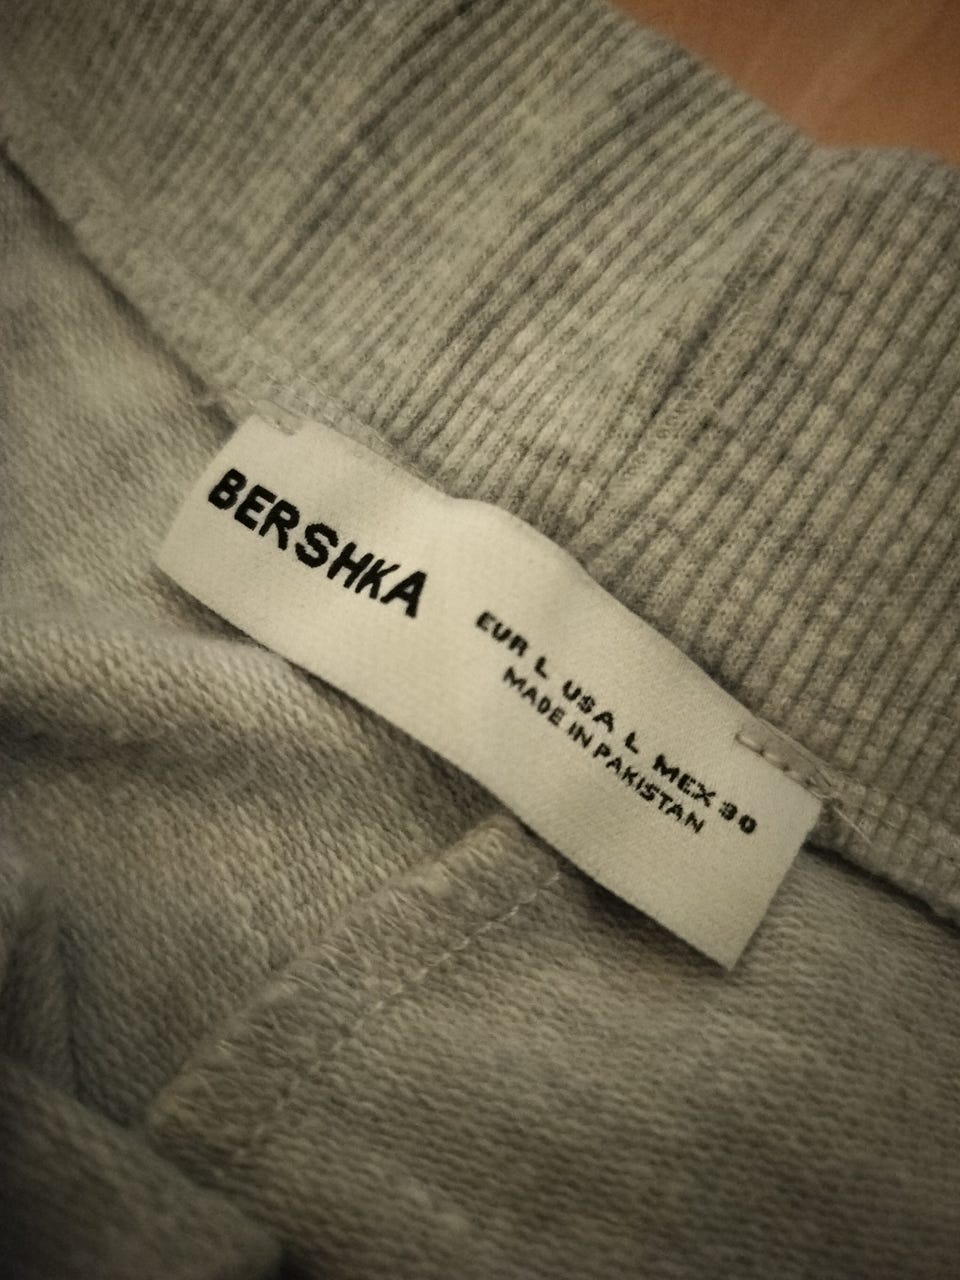 BERSHKA
EUR L USA L MEX 30
MADE IN PAKISTAN